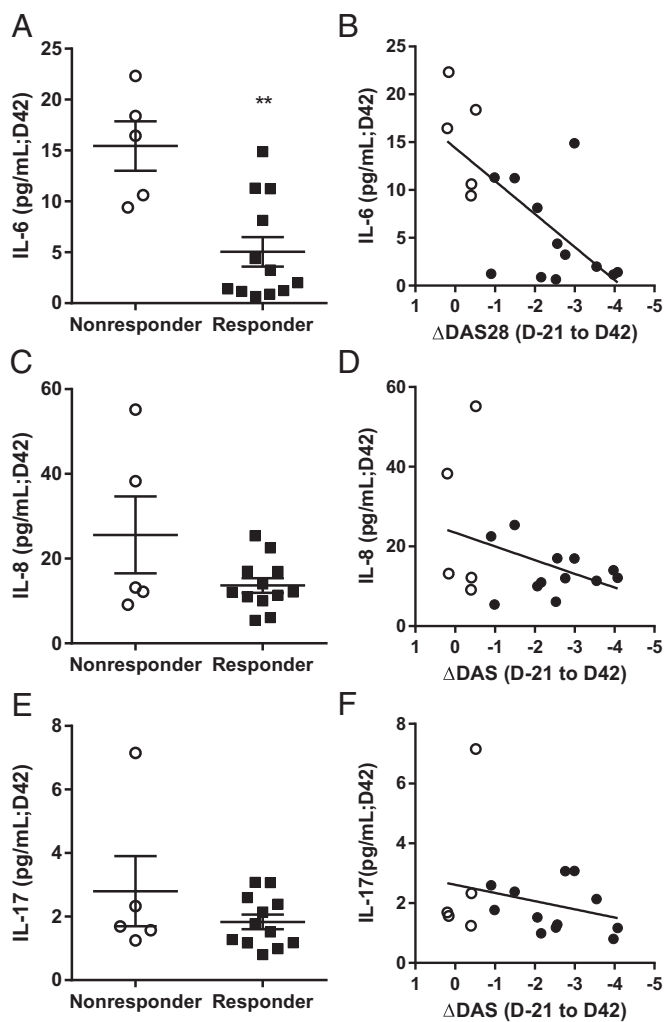 A
IL-6 (pg/mL;D42)
25
20
15
10
5
0
**
Nonresponder Responder
B
IL-6 (pg/mL;D42)
25
20
15
10
5
0
1 0 -1 -2 -3 -4 -5
ΔDAS28 (D-21 to D42)
C
IL-8 (pg/mL;D42)
60
40
20
0
Nonresponder Responder
D
IL-8 (pg/mL;D42)
60
40
20
0
1 0 -1 -2 -3 -4 -5
ΔDAS (D-21 to D42)
E
IL-17 (pg/mL;D42)
8
6
4
2
0
Nonresponder Responder
F
IL-17(pg/mL;D42)
8
6
4
2
0
1 0 -1 -2 -3 -4 -5
ΔDAS (D-21 to D42)